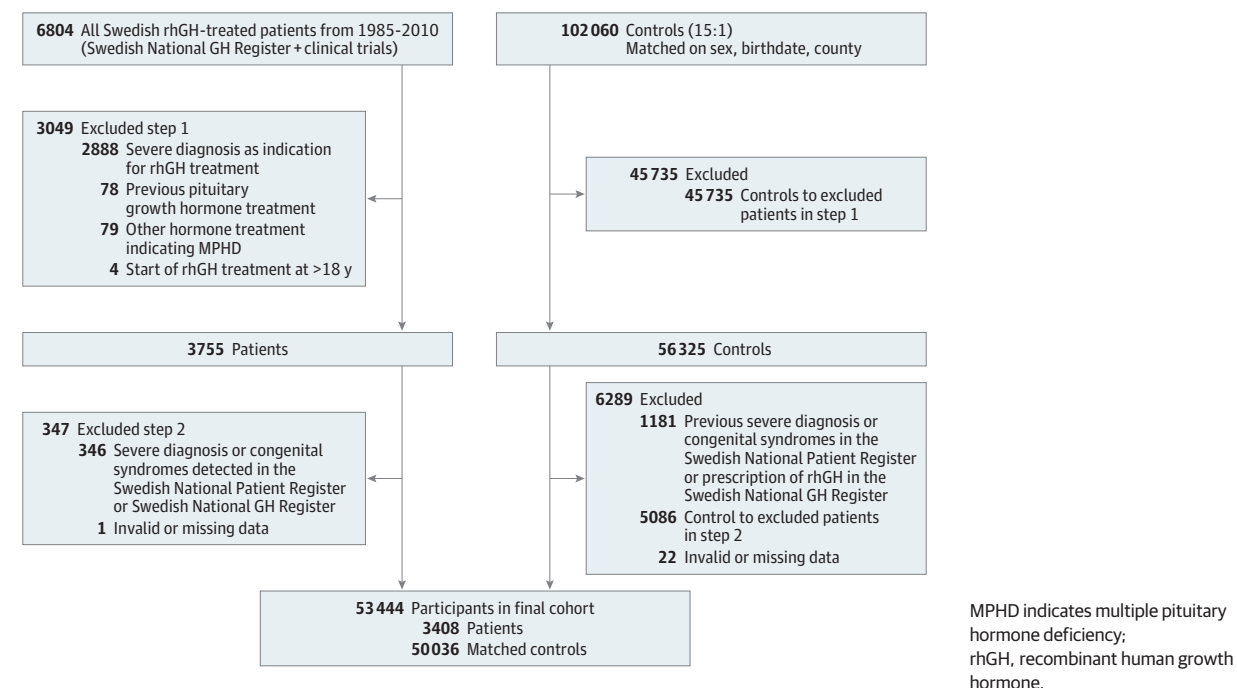 6804 All Swedish rhGH-treated patients from 1985-2010
(Swedish National GH Register + clinical trials)
102 060 Controls (15:1)
Matched on sex, birthdate, county
3049 Excluded step 1
2888 Severe diagnosis as indication
for rhGH treatment
78 Previous pituitary
growth hormone treatment
79 Other hormone treatment
indicating MPHD
4 Start of rhGH treatment at >18 y
45 735 Excluded
45 735 Controls to excluded
patients in step 1
3755 Patients
56 325 Controls
347 Excluded step 2
346 Severe diagnosis or congenital
syndromes detected in the
Swedish National Patient Register
or Swedish National GH Register
1 Invalid or missing data
6289 Excluded
1181 Previous severe diagnosis or
congenital syndromes in the
Swedish National Patient Register
or prescription of rhGH in the
Swedish National GH Register
5086 Control to excluded patients
in step 2
22 Invalid or missing data
53 444 Participants in final cohort
3408 Patients
50 036 Matched controls
MPHD indicates multiple pituitary
hormone deficiency;
rhGH, recombinant human growth
hormone.